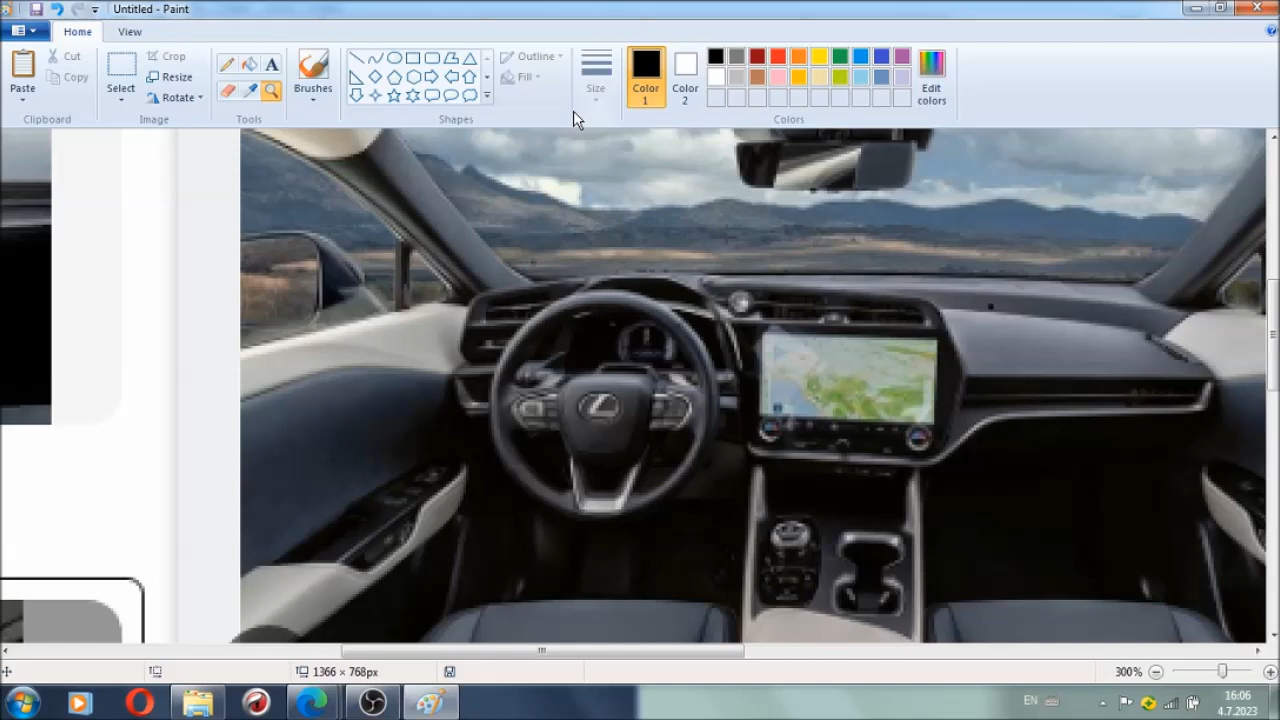 Untitled - Paint
Home
View
Paste
Cut
Copy
Clipboard
Select
Crop
Resize
Rotate
Image
Tools
Brushes
Shapes
Outline
Fill
Size
Color 1
Color 2
Edit colors
Colors
1366 × 768px
300%
EN
16:06
4.7.2023